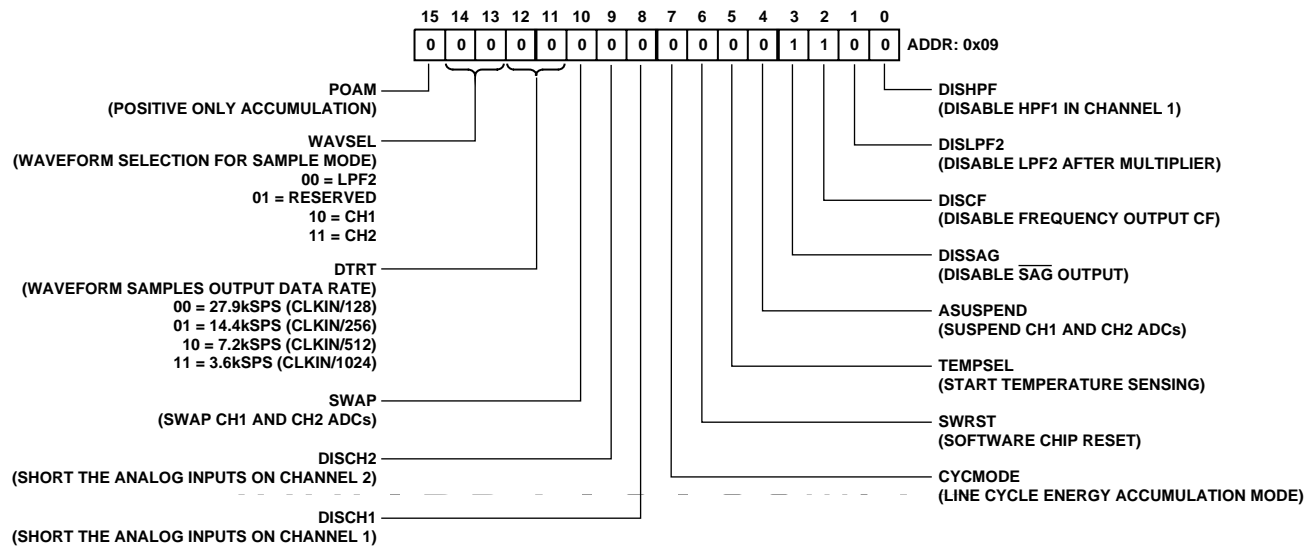 15 14 13 12 11 10 9 8 7 6 5 4 3 2 1 0
0 0 0 0 0 0 0 0 0 0 0 0 1 1 0 0 ADDR: 0x09
POAM
(POSITIVE ONLY ACCUMULATION)
WAVSEL
(WAVEFORM SELECTION FOR SAMPLE MODE)
00 = LPF2
01 = RESERVED
10 = CH1
11 = CH2
DTRT
(WAVEFORM SAMPLES OUTPUT DATA RATE)
00 = 27.9kSPS (CLKIN/128)
01 = 14.4kSPS (CLKIN/256)
10 = 7.2kSPS (CLKIN/512)
11 = 3.6kSPS (CLKIN/1024)
SWAP
(SWAP CH1 AND CH2 ADCs)
DISCH2
(SHORT THE ANALOG INPUTS ON CHANNEL 2)
DISCH1
(SHORT THE ANALOG INPUTS ON CHANNEL 1)
DISHPF
(DISABLE HPF1 IN CHANNEL 1)
DISLPF2
(DISABLE LPF2 AFTER MULTIPLIER)
DISCF
(DISABLE FREQUENCY OUTPUT CF)
DISSAG
(DISABLE SAG OUTPUT)
ASUSPEND
(SUSPEND CH1 AND CH2 ADCs)
TEMPSEL
(START TEMPERATURE SENSING)
SWRST
(SOFTWARE CHIP RESET)
CYCMODE
(LINE CYCLE ENERGY ACCUMULATION MODE)